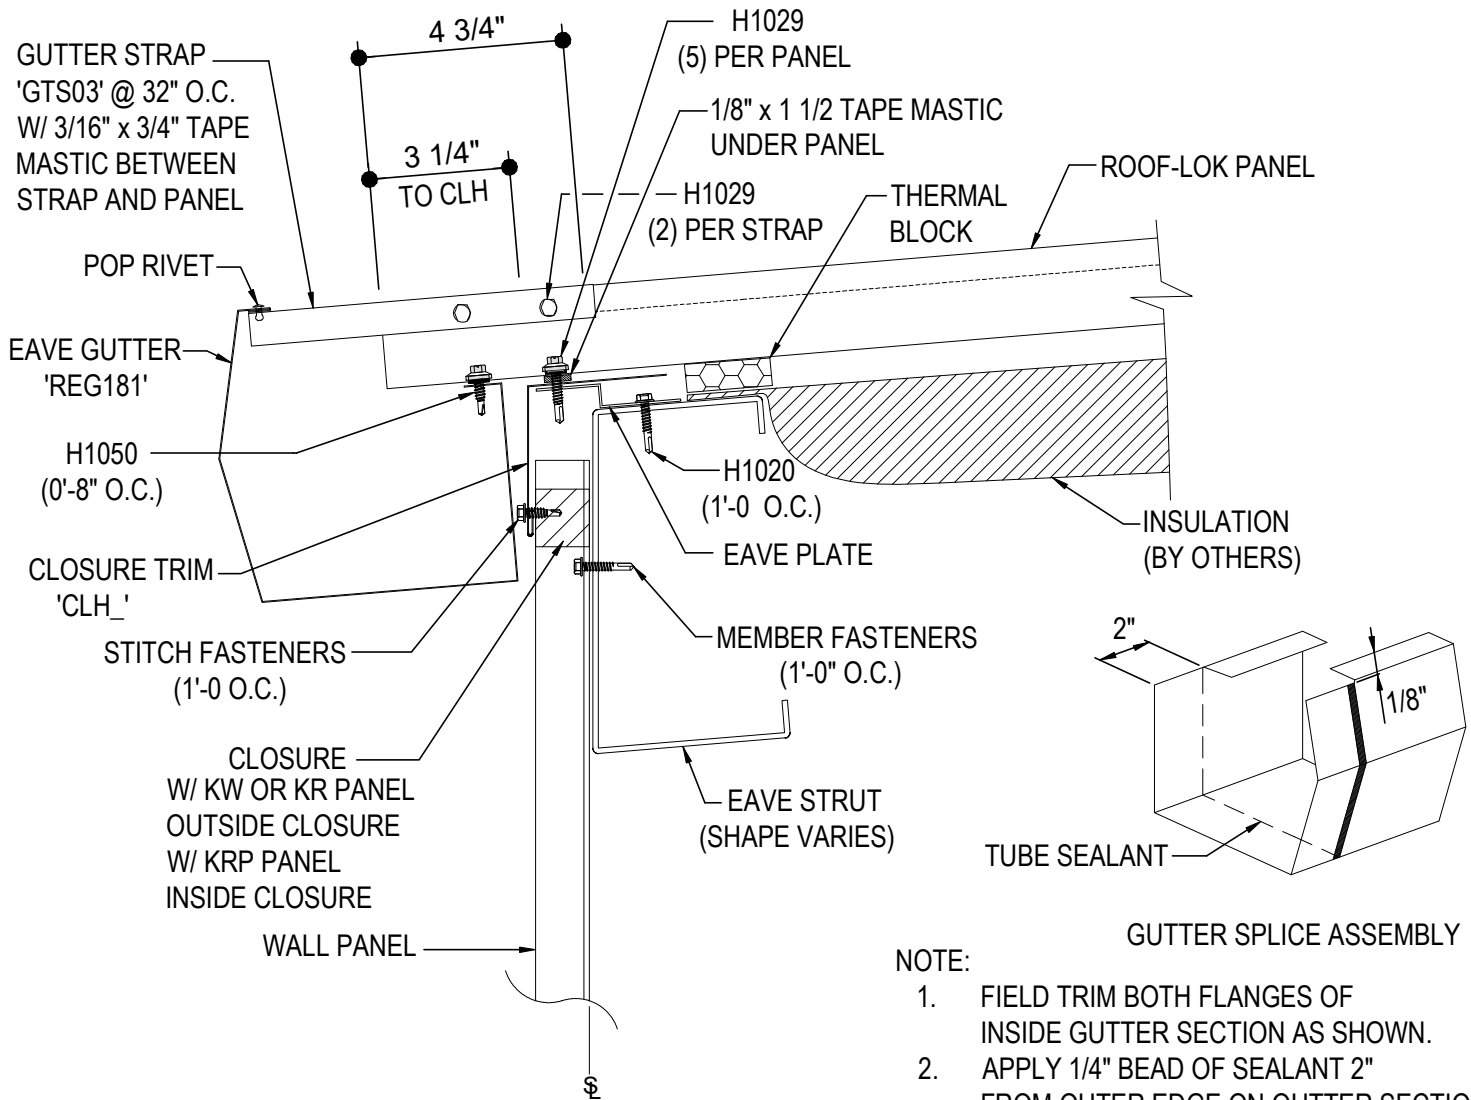 4 3/4"
H1029
(5) PER PANEL
GUTTER STRAP
'GTS03' @ 32" O.C.
W/ 3/16" x 3/4" TAPE
MASTIC BETWEEN
STRAP AND PANEL
1/8" x 1 1/2 TAPE MASTIC
UNDER PANEL
3 1/4"
TO CLH
ROOF-LOK PANEL
H1029
(2) PER STRAP
THERMAL
BLOCK
POP RIVET
EAVE GUTTER
'REG181'
H1050
(0'-8" O.C.)
H1020
(1'-0 O.C.)
INSULATION
(BY OTHERS)
EAVE PLATE
CLOSURE TRIM
'CLH_'
STITCH FASTENERS
(1'-0 O.C.)
MEMBER FASTENERS
(1'-0" O.C.)
2"
1/8"
CLOSURE
W/ KW OR KR PANEL
OUTSIDE CLOSURE
W/ KRP PANEL
INSIDE CLOSURE
EAVE STRUT
(SHAPE VARIES)
TUBE SEALANT
WALL PANEL
GUTTER SPLICE ASSEMBLY
NOTE:
1. FIELD TRIM BOTH FLANGES OF
INSIDE GUTTER SECTION AS SHOWN.
2. APPLY 1/4" BEAD OF SEALANT 2"
FROM OUTER EDGE ON GUTTER SECTIO